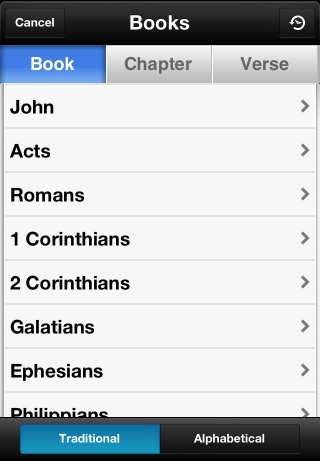 Cancel Books
Book Chapter Verse
John
Acts
Romans
1 Corinthians
2 Corinthians
Galatians
Ephesians
Philippians
Traditional Alphabetical